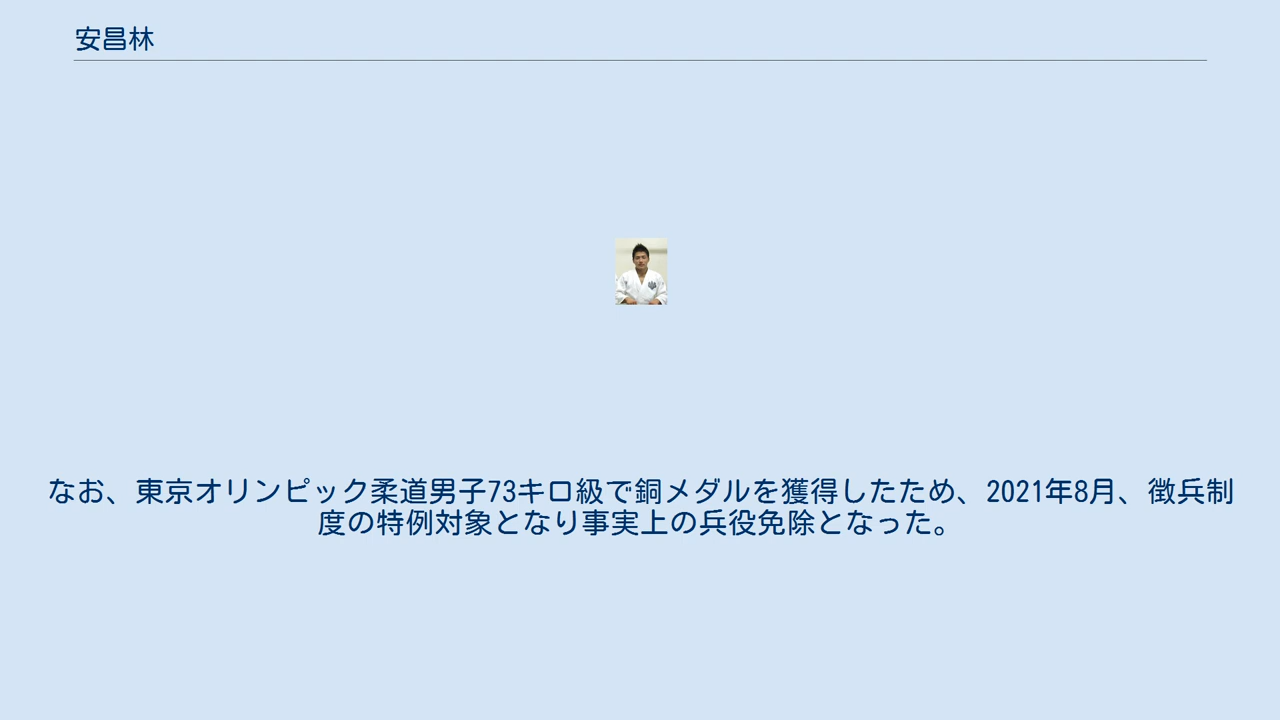 安昌林
なお、東京オリンピック柔道男子73キロ級で銅メダルを獲得したため、2021年8月、徴兵制
度の特例対象となり事実上の兵役免除となった。